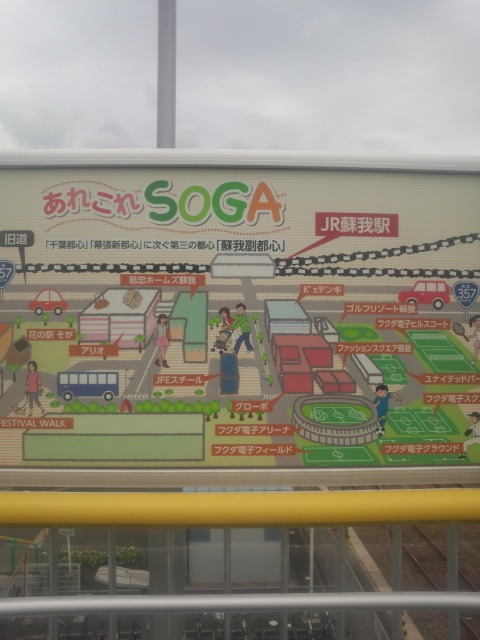 あれこれSOGA
「千葉都心」「幕張新都心」に次ぐ第三の都心「蘇我副都心」
JR蘇我駅
旧道
357
島忠ホームズ蘇我
K'sデンキ
357
ゴルフリゾート蘇我
花の駅 そが
フクダ電子ヒルスコート
アリオ
ファッションスクエア蘇我
JFEスチール
ユナイテッドパー
グローボ
フクダ電子スク
FESTIVAL WALK
フクダ電子アリーナ
フクダ電子グラウンド
フクダ電子フィールド